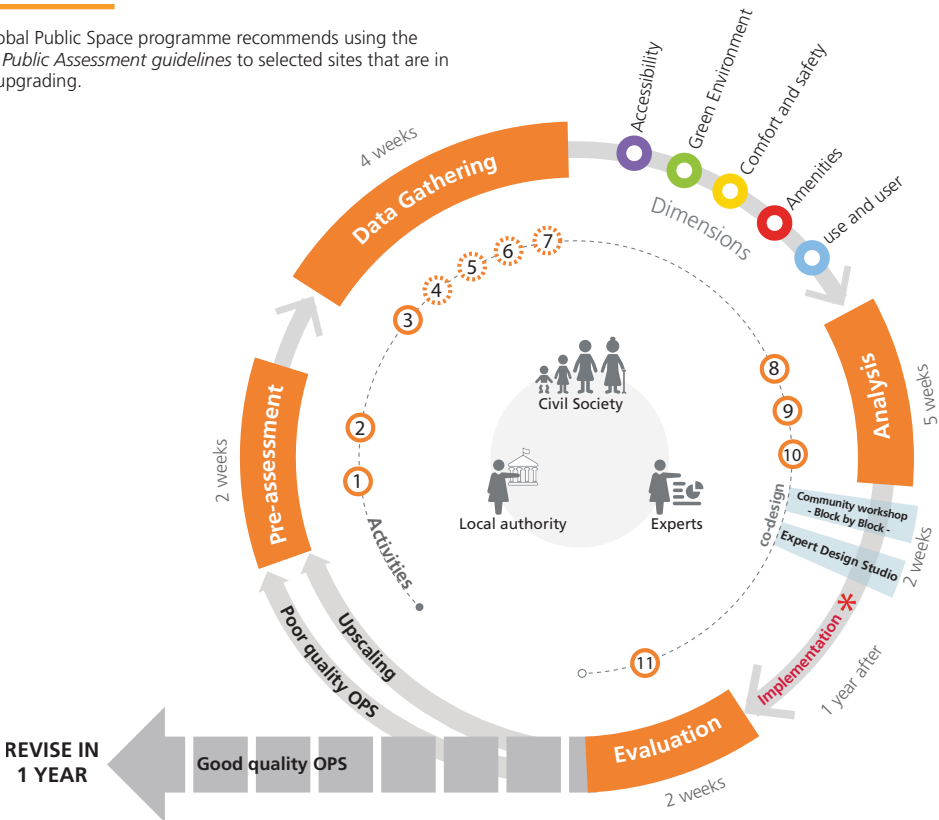 obal Public Space programme recommends using the
Public Assessment guidelines to selected sites that are in
upgrading.
Accessibility
Green Environment
Comfort and safety
Amenities
use and user
Dimensions
4 weeks
Data Gathering
7
6
5
4
3
2
1
Activities
2 weeks
Pre-assessment
Civil Society
Local authority
Experts
8
9
10
Analysis
5 weeks
co-design
Community workshop
- Block by Block -
Expert Design Studio
2 weeks
Implementation *
1 year after
11
Evaluation
2 weeks
Upscaling
Poor quality OPS
Good quality OPS
REVISE IN
1 YEAR